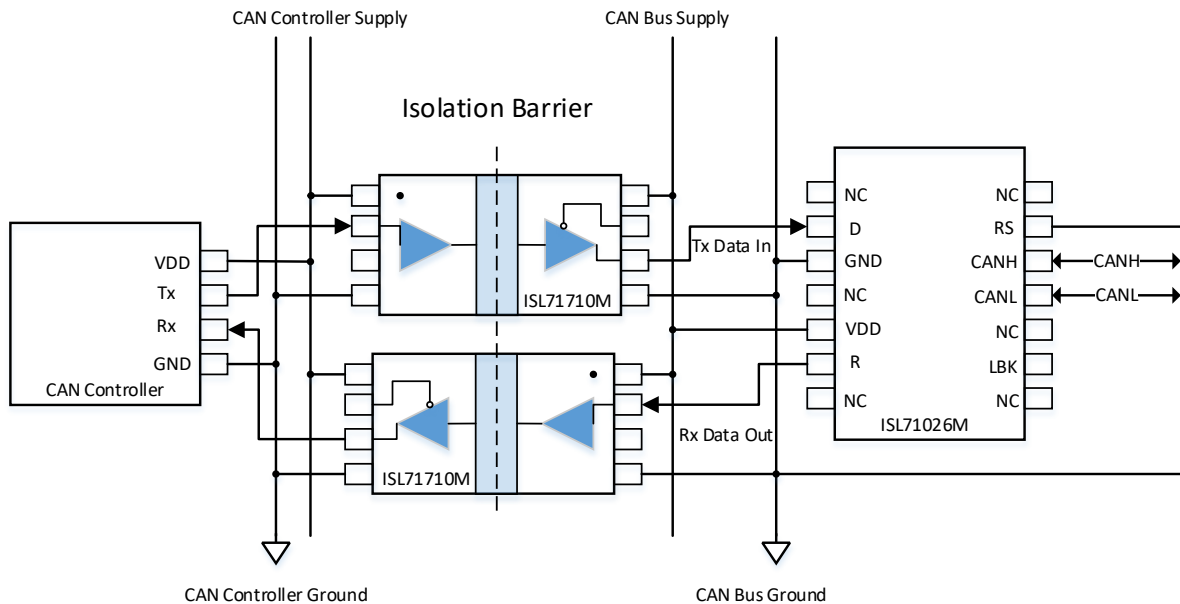 CAN Controller Supply
CAN Bus Supply
Isolation Barrier
VDD
Tx
Rx
GND
CAN Controller
ISL71710M
ISL71710M
Tx Data In
Rx Data Out
NC
D
GND
NC
VDD
R
NC
NC
RS
CANH
CANL
NC
LBK
NC
ISL71026M
CANH
CANL
CAN Controller Ground
CAN Bus Ground